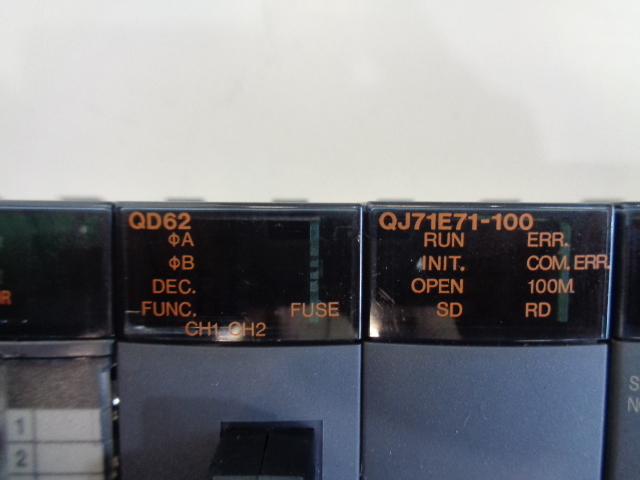 QD62
ΦA
ΦB
DEC.
FUNC. FUSE
CH1 CH2
QJ71E71-100
RUN ERR.
INIT. COM.ERR.
OPEN 100M
SD RD
1
2